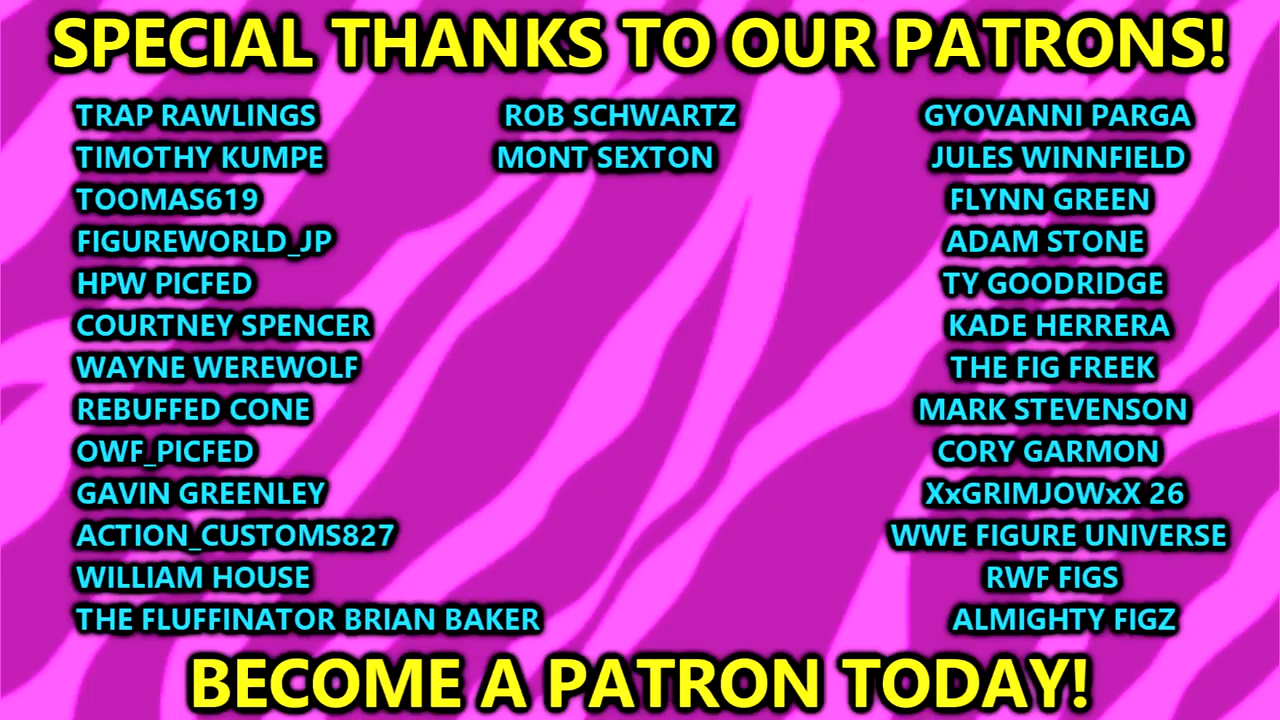 SPECIAL THANKS TO OUR PATRONS!
TRAP RAWLINGS
TIMOTHY KUMPE
TOOMAS619
FIGUREWORLD_JP
HPW PICFED
COURTNEY SPENCER
WAYNE WEREWOLF
REBUFFED CONE
OWF_PICFED
GAVIN GREENLEY
ACTION_CUSTOMS827
WILLIAM HOUSE
THE FLUFFINATOR BRIAN BAKER
ROB SCHWARTZ
MONT SEXTON
GYOVANNI PARGA
JULES WINNFIELD
FLYNN GREEN
ADAM STONE
TY GOODRIDGE
KADE HERRERA
THE FIG FREEK
MARK STEVENSON
CORY GARMON
XxGRIMJOWxX 26
WWE FIGURE UNIVERSE
RWF FIGS
ALMIGHTY FIGZ
BECOME A PATRON TODAY!